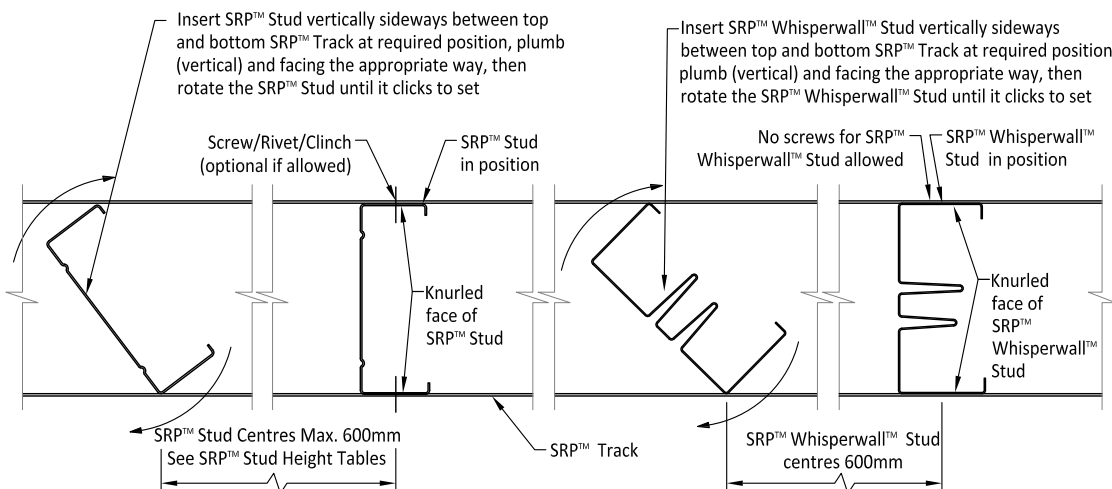 Insert SRP™ Stud vertically sideways between top
and bottom SRP™ Track at required position, plumb
(vertical) and facing the appropriate way, then
rotate the SRP™ Stud until it clicks to set
Insert SRP™ Whisperwall™ Stud vertically sideways
between top and bottom SRP™ Track at required position
plumb (vertical) and facing the appropriate way, then
rotate the SRP™ Whisperwall™ Stud until it clicks to set
Screw/Rivet/Clinch
(optional if allowed)
SRP™ Stud
in position
No screws for SRP™
Whisperwall™ Stud allowed
SRP™ Whisperwall™
Stud in position
Knurled
face of
SRP™ Stud
Knurled
face of
SRP™
Whisperwall™
Stud
SRP™ Stud Centres Max. 600mm
See SRP™ Stud Height Tables
SRP™ Track
SRP™ Whisperwall™ Stud
centres 600mm